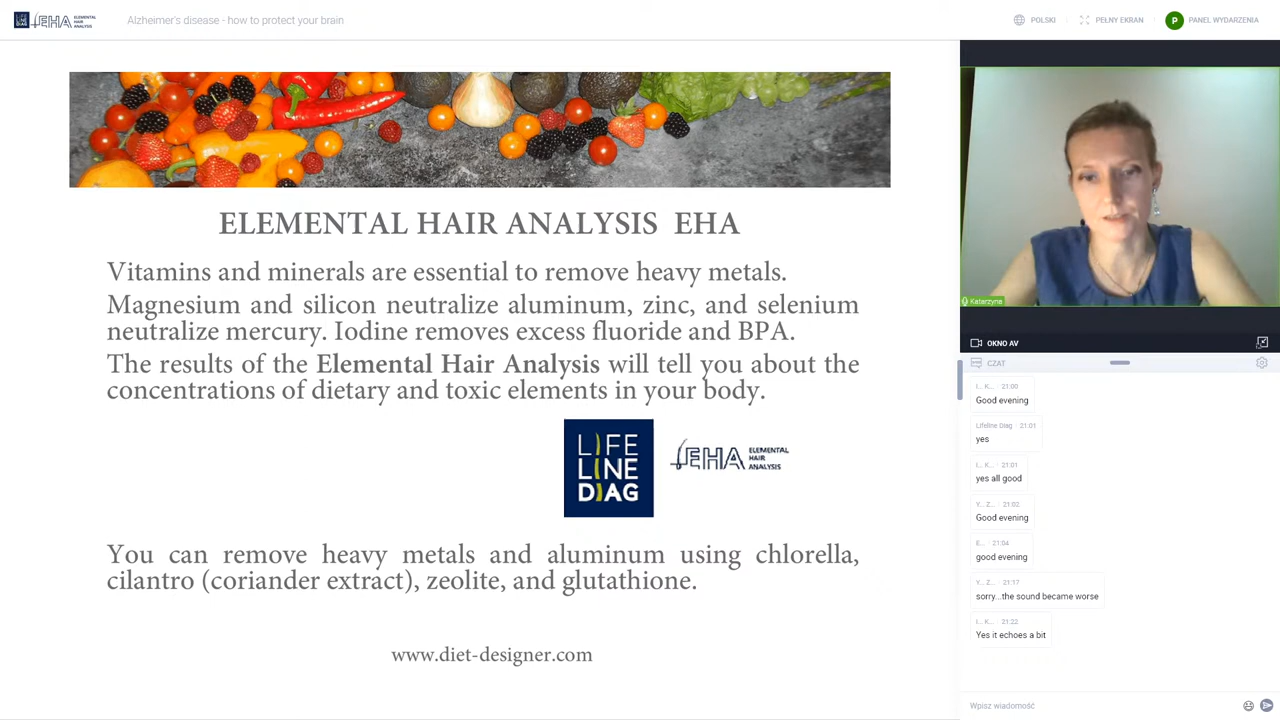 LIFE LINE DIAG
EHA ELEMENTAL HAIR ANALYSIS
Alzheimer's disease - how to protect your brain
POLSKI
PEŁNY EKRAN
P
PANEL WYDARZENIA
ELEMENTAL HAIR ANALYSIS EHA
Vitamins and minerals are essential to remove heavy metals.
Magnesium and silicon neutralize aluminum, zinc, and selenium
neutralize mercury. Iodine removes excess fluoride and BPA.
The results of the Elemental Hair Analysis will tell you about the
concentrations of dietary and toxic elements in your body.
LIFE
LINE
DIAG
EHA
ELEMENTAL
HAIR
ANALYSIS
You can remove heavy metals and aluminum using chlorella,
cilantro (coriander extract), zeolite, and glutathione.
www.diet-designer.com
Katarzyna
OKNO AV
CZAT
I... K... · 21:00
Good evening
Lifeline Diag · 21:01
yes
I... K... · 21:01
yes all good
Y... Z... · 21:02
Good evening
E... · 21:04
good evening
Y... Z... · 21:17
sorry...the sound became worse
I... K... · 21:22
Yes it echoes a bit
Wpisz wiadomość